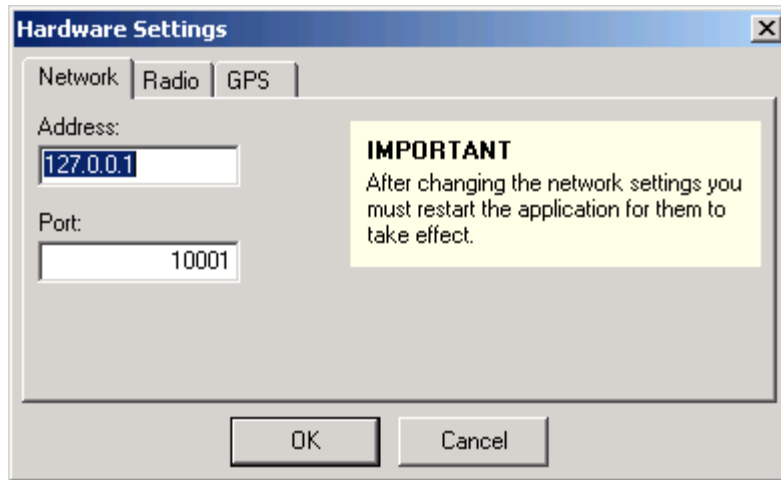 Hardware Settings
Network Radio GPS
Address:
127.0.0.1
Port:
10001
IMPORTANT
After changing the network settings you
must restart the application for them to
take effect.
OK Cancel